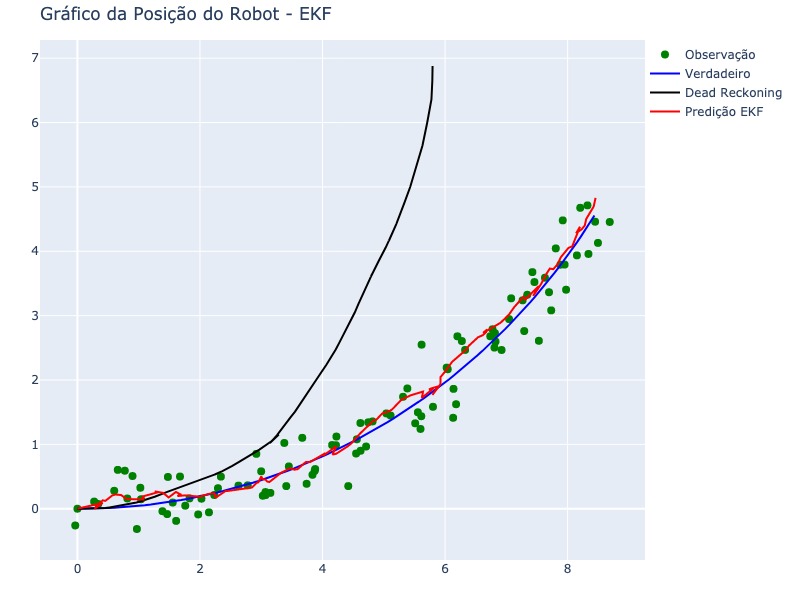 Gráfico da Posição do Robot - EKF
Observação
Verdadeiro
Dead Reckoning
Predição EKF
7
6
5
4
3
2
1
0
0 2 4 6 8